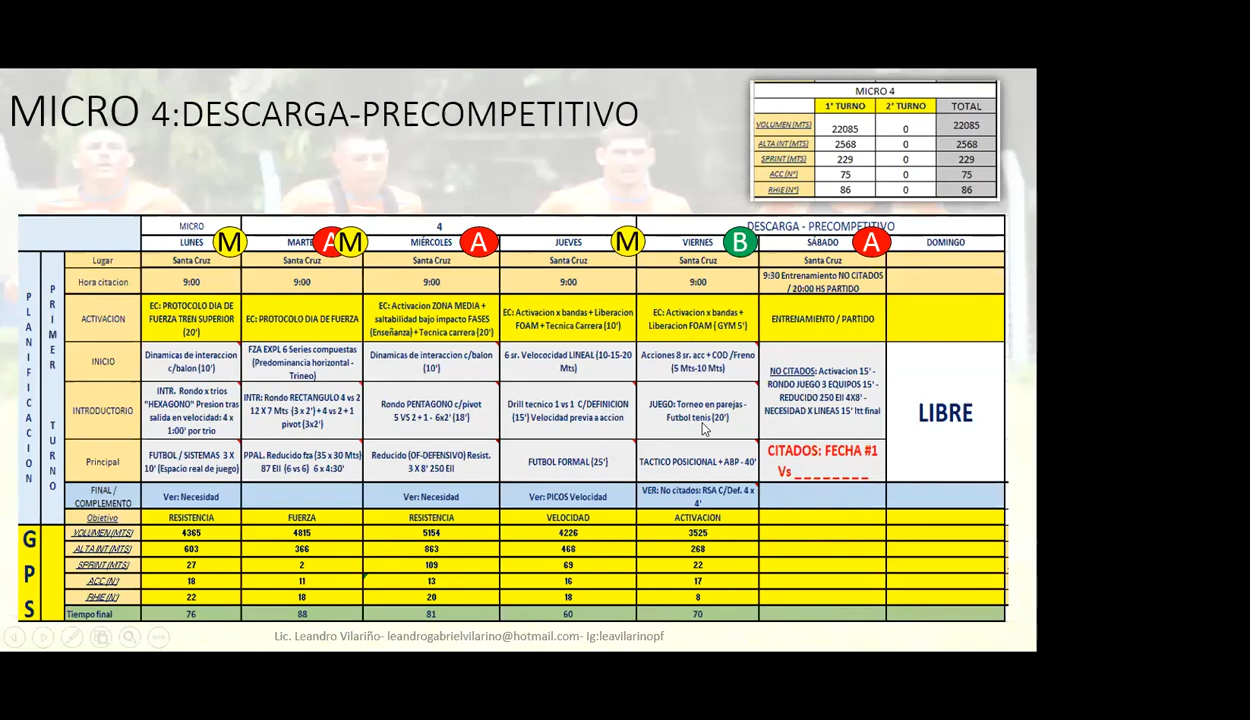 MICRO 4:DESCARGA-PRECOMPETITIVO
MICRO 4
1° TURNO 2° TURNO TOTAL
VOLUMEN (MTS) 22085 0 22085
ALTA INT (MTS) 2568 0 2568
SPRINT (MTS) 229 0 229
ACC (N°) 75 0 75
RHIE (N°) 86 0 86
MICRO 4 DESCARGA - PRECOMPETITIVO
LUNES M MARTE A M MIÉRCOLES A JUEVES M VIERNES B SÁBADO A DOMINGO
PLANIFICACION
PRIMER TURNO
Lugar Santa Cruz Santa Cruz Santa Cruz Santa Cruz Santa Cruz Santa Cruz
Hora citacion 9:00 9:00 9:00 9:00 9:00
9:30 Entrenamiento NO CITADOS
/ 20:00 HS PARTIDO
ACTIVACION
EC: PROTOCOLO DIA DE
FUERZA TREN SUPERIOR
(20')
EC: PROTOCOLO DIA DE FUERZA
EC: Activacion ZONA MEDIA +
saltabilidad bajo impacto FASES
(Enseñanza) + Tecnica carrera (20')
EC: Activacion x bandas + Liberacion
FOAM + Tecnica Carrera (10')
EC: Activacion x bandas +
Liberacion FOAM ( GYM 5')
ENTRENAMIENTO / PARTIDO
INICIO
Dinamicas de interaccion
c/balon (10')
FZA EXPL 6 Series compuestas
(Predominancia horizontal -
Trineo)
Dinamicas de interaccion c/balon
(10')
6 sr. Velococidad LINEAL (10-15-20
Mts)
Acciones 8 sr. acc + COD /Freno
(5 Mts-10 Mts)
NO CITADOS: Activacion 15' -
RONDO JUEGO 3 EQUIPOS 15' -
REDUCIDO 250 EII 4X8' -
NECESIDAD X LINEAS 15' Itt final
LIBRE
INTRODUCTORIO
INTR. Rondo x trios
"HEXAGONO" Presion tras
salida en velocidad: 4 x
1:00' por trio
INTR: Rondo RECTANGULO 4 vs 2
12 X 7 Mts (3 x 2') + 4 vs 2 + 1
pivot (3x2')
Rondo PENTAGONO c/pivot
5 VS 2 + 1 - 6x2' (18')
Drill tecnico 1 vs 1 C/DEFINICION
(15') Velocidad previa a accion
JUEGO: Torneo en parejas -
Futbol tenis (20')
Principal
FUTBOL / SISTEMAS 3 X
10' (Espacio real de juego)
PPAL. Reducido fza (35 x 30 Mts)
87 EII (6 vs 6) 6 x 4:30'
Reducido (OF-DEFENSIVO) Resist.
3 X 8' 250 EII
FUTBOL FORMAL (25')
TACTICO POSICIONAL + ABP - 40'
CITADOS: FECHA #1
Vs ________
FINAL /
COMPLEMENTO
Ver: Necesidad
Ver: Necesidad
Ver: PICOS Velocidad
VER: No citados: RSA C/Def. 4 x
4'
Objetivo RESISTENCIA FUERZA RESISTENCIA VELOCIDAD ACTIVACION
GPS
VOLUMEN (MTS) 4365 4815 5154 4226 3525
ALTA INT (MTS) 603 366 863 468 268
SPRINT (MTS) 27 2 109 69 22
ACC (N.) 18 11 13 16 17
RHIE (N.) 22 18 20 18 8
Tiempo final 76 88 81 60 70
Lic. Leandro Vilariño- leandrogabrielvilarino@hotmail.com- Ig:leavilarinopf